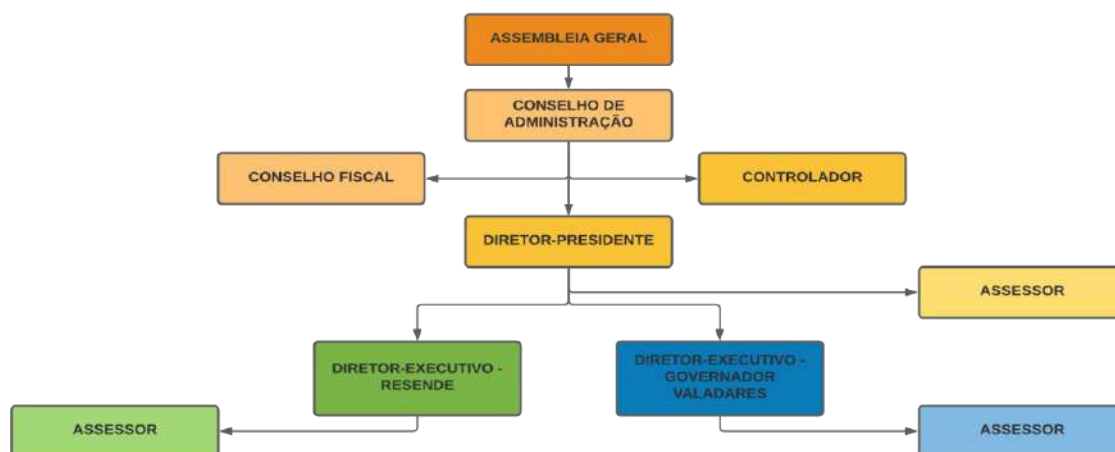 ASSEMBLEIA GERAL
CONSELHO DE
ADMINISTRAÇÃO
CONSELHO FISCAL
CONTROLADOR
DIRETOR-PRESIDENTE
ASSESSOR
DIRETOR-EXECUTIVO -
RESENDE
DIRETOR-EXECUTIVO -
GOVERNADOR
VALADARES
ASSESSOR
ASSESSOR